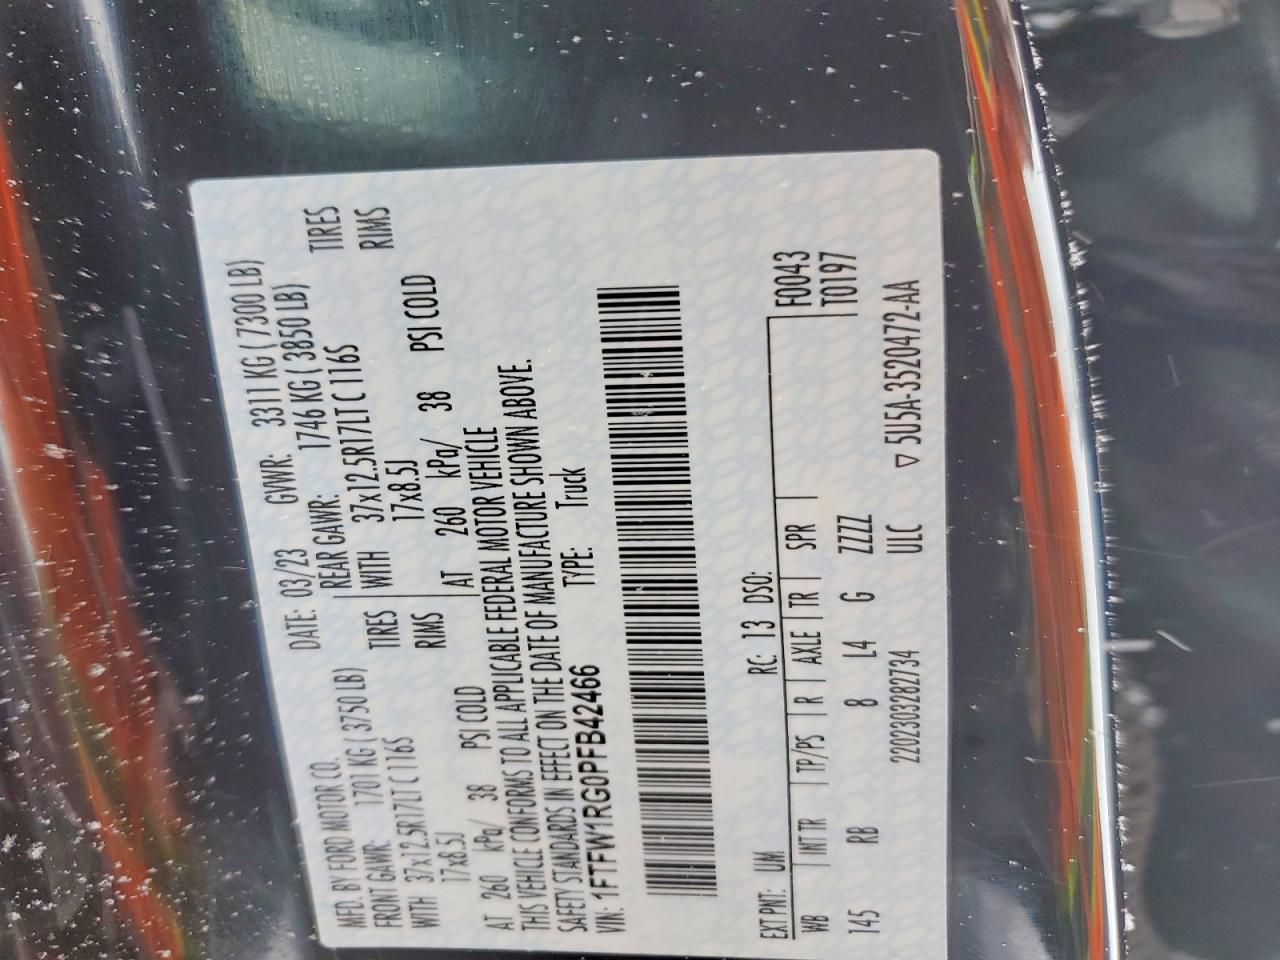 MFD. BY FORD MOTOR CO.
DATE: 03/23 GVWR: 3311 KG ( 7300 LB)
FRONT GAWR: 1701 KG ( 3750 LB)
REAR GAWR: 1746 KG ( 3850 LB)
WITH 37x12.5R17LT C 116S TIRES
WITH 37x12.5R17LT C 116S TIRES
17x8.5J RIMS
17x8.5J RIMS
AT 260 kPa/ 38 PSI COLD
AT 260 kPa/ 38 PSI COLD
THIS VEHICLE CONFORMS TO ALL APPLICABLE FEDERAL MOTOR VEHICLE
SAFETY STANDARDS IN EFFECT ON THE DATE OF MANUFACTURE SHOWN ABOVE.
VIN: 1FTFW1RG0PFB42466 TYPE: Truck
EXT PNT: UM RC: 13 DSO: F0043
WB INT TR TP/PS R AXLE TR SPR T0197
145 RB 8 L4 G ZZZZ
2202303282734 ULC ▽ 5U5A-3520472-AA